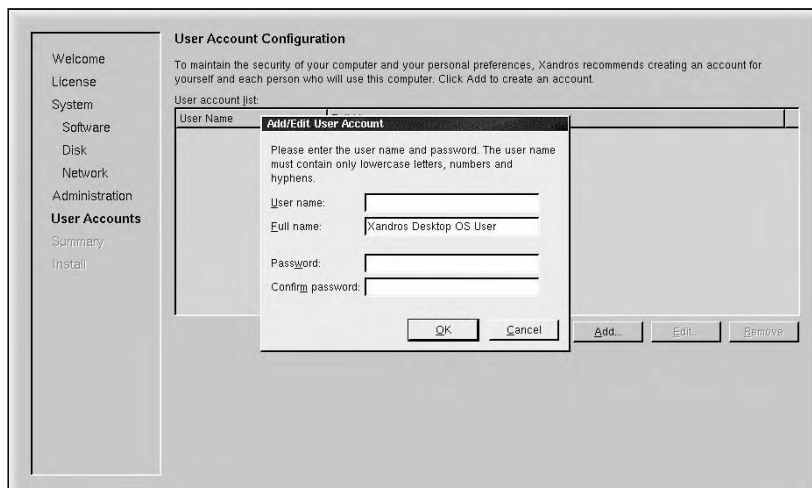 User Account Configuration
To maintain the security of your computer and your personal preferences, Xandros recommends creating an account for
yourself and each person who will use this computer. Click Add to create an account.
Welcome
License
System
Software
Disk
Network
Administration
User Accounts
Summary
Install
User account list:
User Name
Add/Edit User Account
Please enter the user name and password. The user name
must contain only lowercase letters, numbers and
hyphens.
User name:
Full name: Xandros Desktop OS User
Password:
Confirm password:
OK Cancel
Add... Edit... Remove